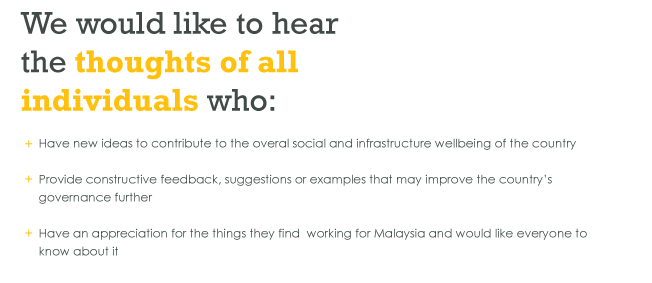 We would like to hear
the thoughts of all
individuals who:
+ Have new ideas to contribute to the overal social and infrastructure wellbeing of the country
+ Provide constructive feedback, suggestions or examples that may improve the country's
governance further
+ Have an appreciation for the things they find  working for Malaysia and would like everyone to
know about it